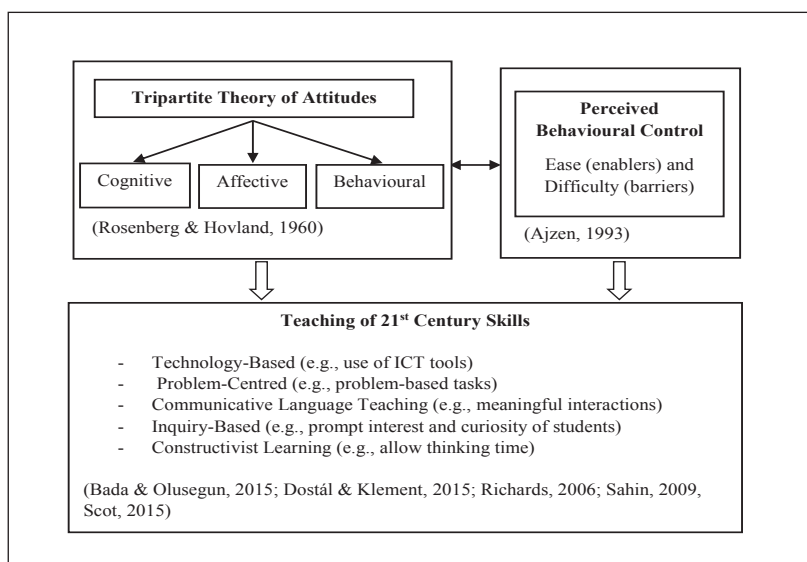 Tripartite Theory of Attitudes
Cognitive
Affective
Behavioural
(Rosenberg & Hovland, 1960)
Perceived
Behavioural Control
Ease (enablers) and
Difficulty (barriers)
(Ajzen, 1993)
Teaching of 21st Century Skills
- Technology-Based (e.g., use of ICT tools)
- Problem-Centred (e.g., problem-based tasks)
- Communicative Language Teaching (e.g., meaningful interactions)
- Inquiry-Based (e.g., prompt interest and curiosity of students)
- Constructivist Learning (e.g., allow thinking time)
(Bada & Olusegun, 2015; Dostál & Klement, 2015; Richards, 2006; Sahin, 2009,
Scot, 2015)